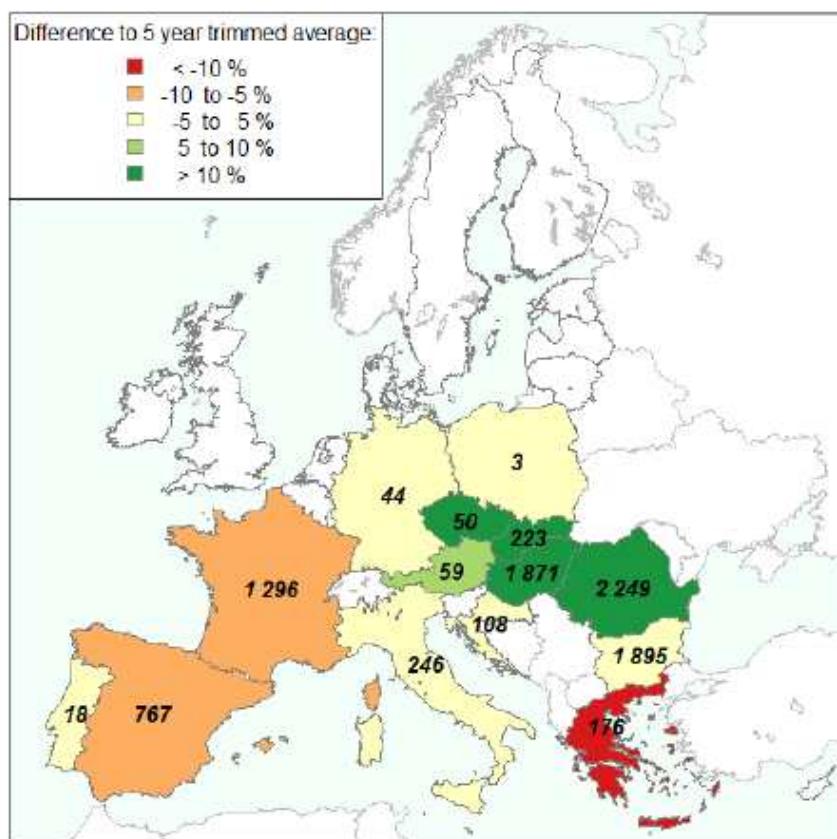 Difference to 5 year trimmed average:
< -10 %
-10 to -5%
-5 to 5 %
5 to 10 %
> 10 %
3
44
50
223
59
1 871
2 249
1 296
108
1 895
246
18
767
176